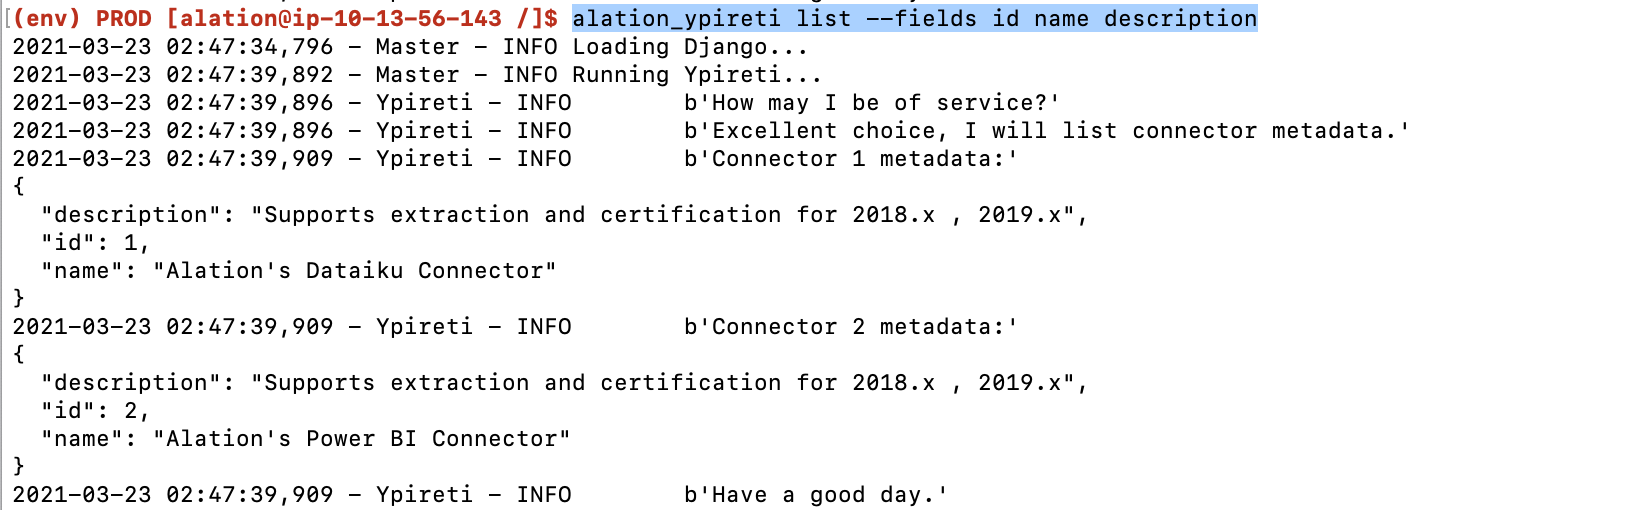 [(env) PROD [alation@ip-10-13-56-143 /]$ alation_ypireti list --fields id name description
2021-03-23 02:47:34,796 - Master - INFO Loading Django...
2021-03-23 02:47:39,892 - Master - INFO Running Ypireti...
2021-03-23 02:47:39,896 - Ypireti - INFO        b'How may I be of service?'
2021-03-23 02:47:39,896 - Ypireti - INFO        b'Excellent choice, I will list connector metadata.'
2021-03-23 02:47:39,909 - Ypireti - INFO        b'Connector 1 metadata:'
{
  "description": "Supports extraction and certification for 2018.x , 2019.x",
  "id": 1,
  "name": "Alation's Dataiku Connector"
}
2021-03-23 02:47:39,909 - Ypireti - INFO        b'Connector 2 metadata:'
{
  "description": "Supports extraction and certification for 2018.x , 2019.x",
  "id": 2,
  "name": "Alation's Power BI Connector"
}
2021-03-23 02:47:39,909 - Ypireti - INFO        b'Have a good day.'